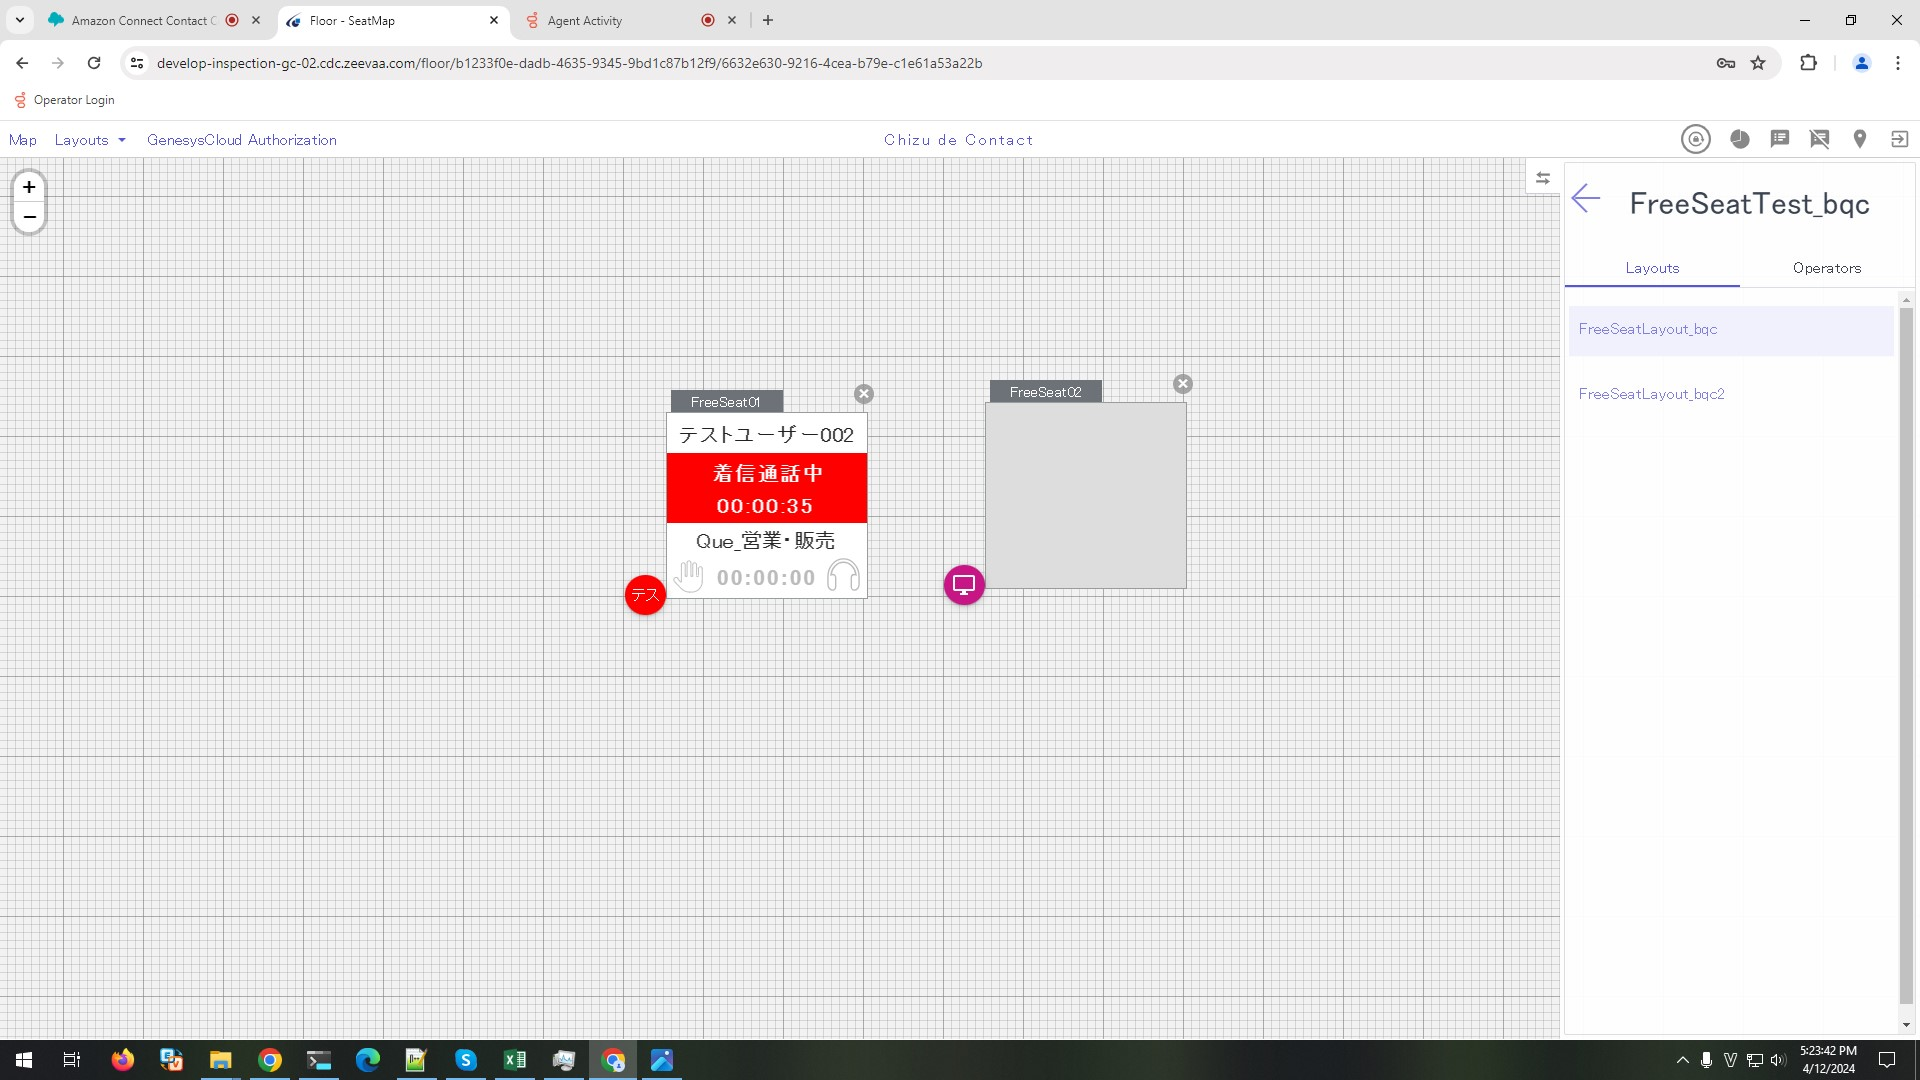 Amazon Connect Contact C
Floor - SeatMap
Agent Activity
develop-inspection-gc-02.cdc.zeevaa.com/floor/b1233f0e-dadb-4635-9345-9bd1c87b12f9/6632e630-9216-4cea-b79e-c1e61a53a22b
Operator Login
Map Layouts GenesysCloud Authorization
Chizu de Contact
+
−
FreeSeatTest_bqc
Layouts Operators
FreeSeatLayout_bqc
FreeSeatLayout_bqc2
FreeSeat01
テストユーザー002
着信通話中
00:00:35
Que_営業・販売
00:00:00
テス
FreeSeat02
5:23:42 PM
4/12/2024